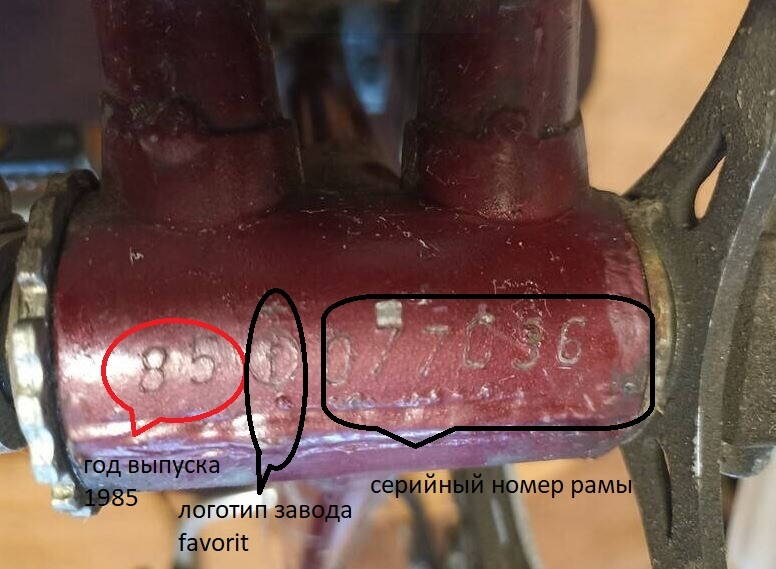 85 f 077036
год выпуска
1985
логотип завода
favorit
серийный номер рамы